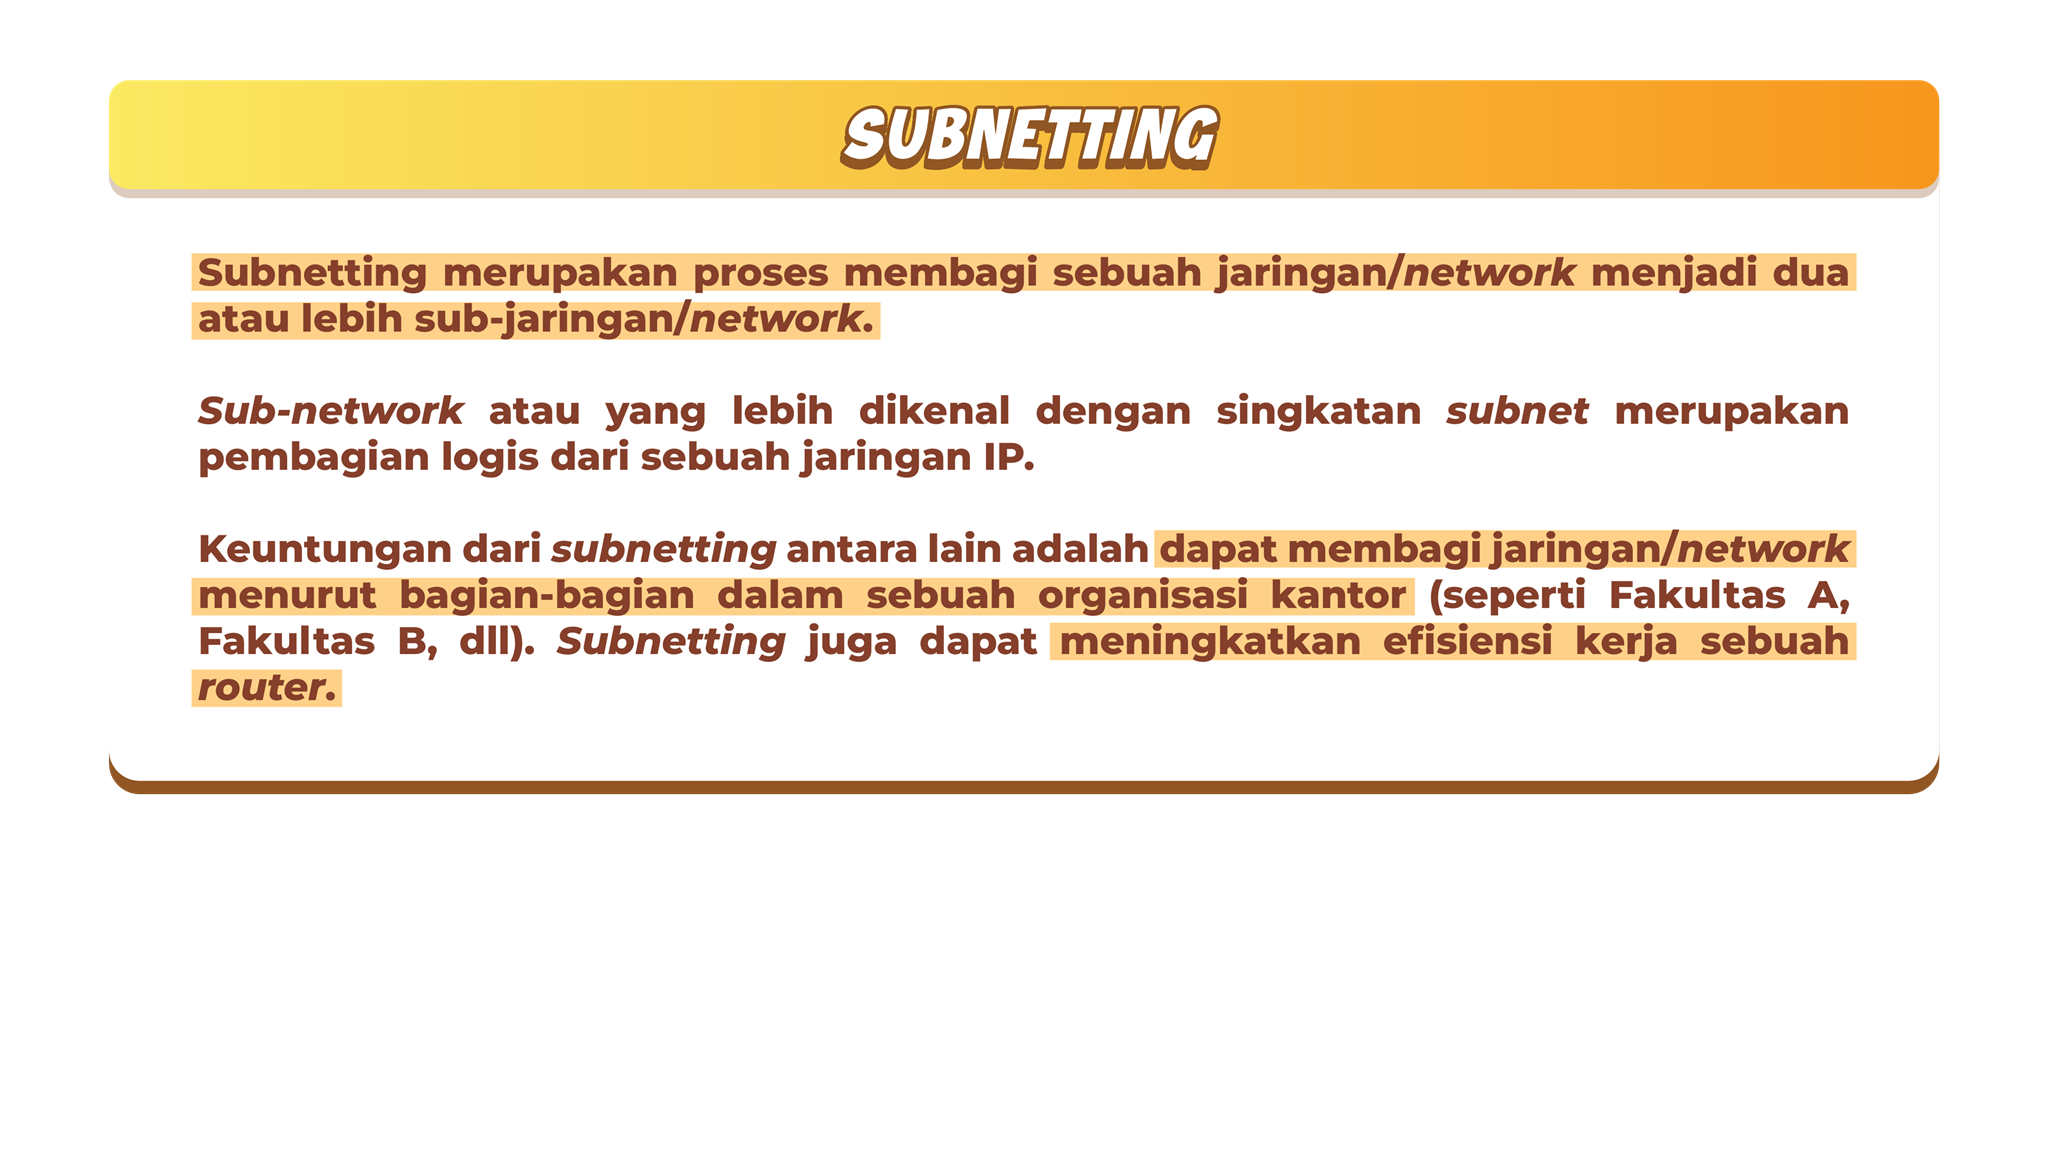 SUBNETTING
Subnetting merupakan proses membagi sebuah jaringan/network menjadi dua
atau lebih sub-jaringan/network.
Sub-network atau yang lebih dikenal dengan singkatan subnet merupakan
pembagian logis dari sebuah jaringan IP.
Keuntungan dari subnetting antara lain adalah dapat membagi jaringan/network
menurut bagian-bagian dalam sebuah organisasi kantor (seperti Fakultas A,
Fakultas B, dll). Subnetting juga dapat meningkatkan efisiensi kerja sebuah
router.